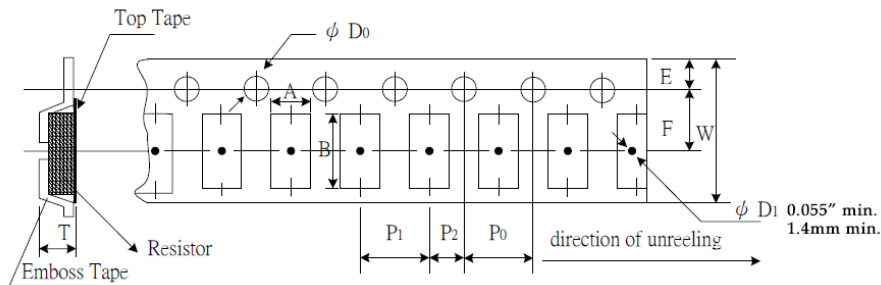 Top Tape
ϕ D0
E
A
F
W
B
ϕ D1 0.055" min.
1.4mm min.
P1
P2
P0
direction of unreeling
T
Resistor
Emboss Tape